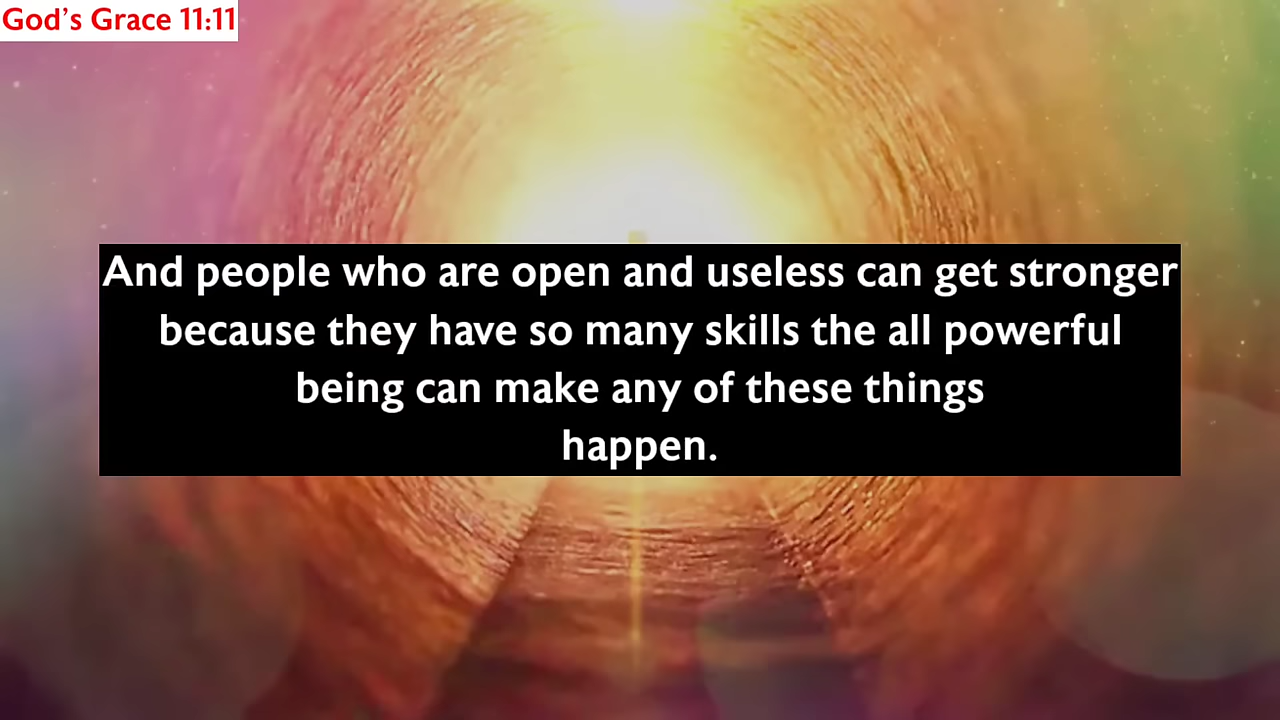 God’s Grace 11:11
And people who are open and useless can get stronger
because they have so many skills the all powerful
being can make any of these things
happen.